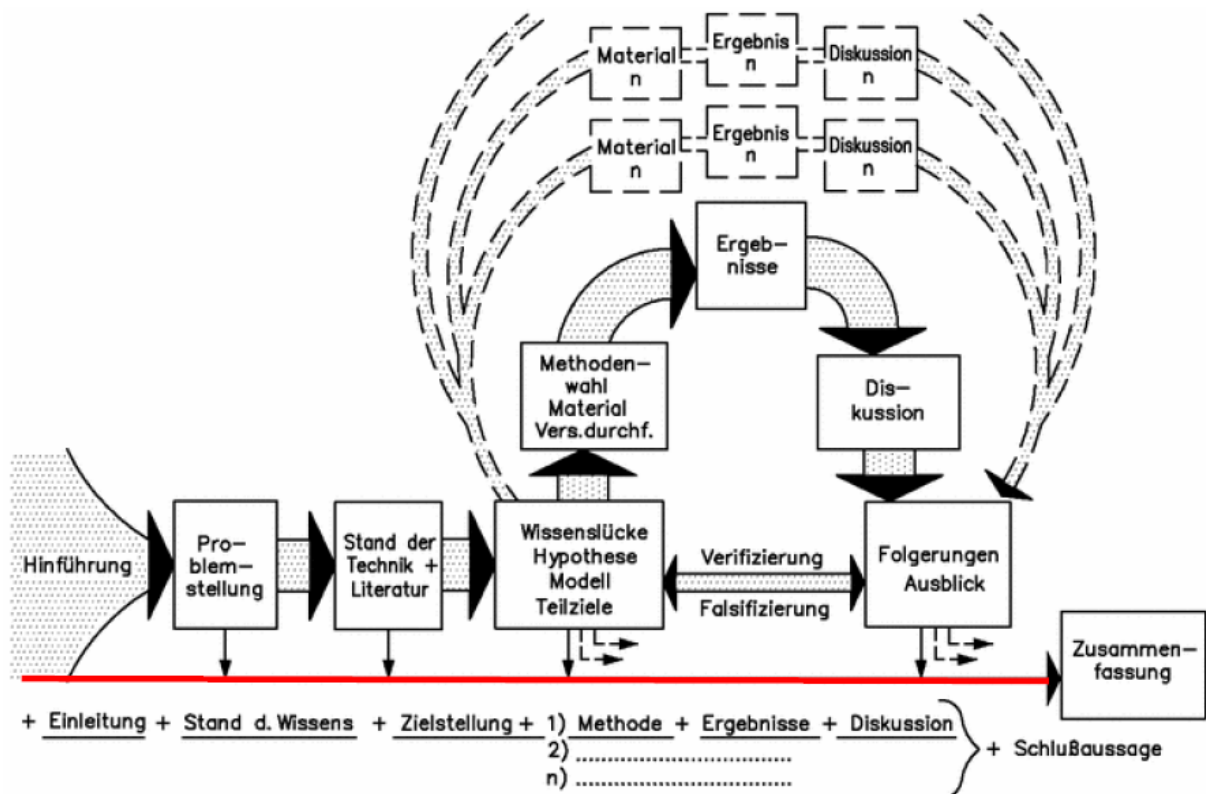 Material
n
Ergebnis
n
Diskussion
n
Material
n
Ergebnis
n
Diskussion
n
Ergeb-
nisse
Methoden-
wahl
Material
Vers.durchf.
Dis-
kussion
Hinführung
Pro-
blem-
stellung
Stand der
Technik +
Literatur
Wissenslücke
Hypothese
Modell
Teilziele
Verifizierung
Falsifizierung
Folgerungen
Ausblick
Zusammen-
fassung
+ Einleitung + Stand d. Wissens + Zielstellung + 1) Methode + Ergebnisse + Diskussion
2) ..............................
n) ..............................
+ Schlußaussage